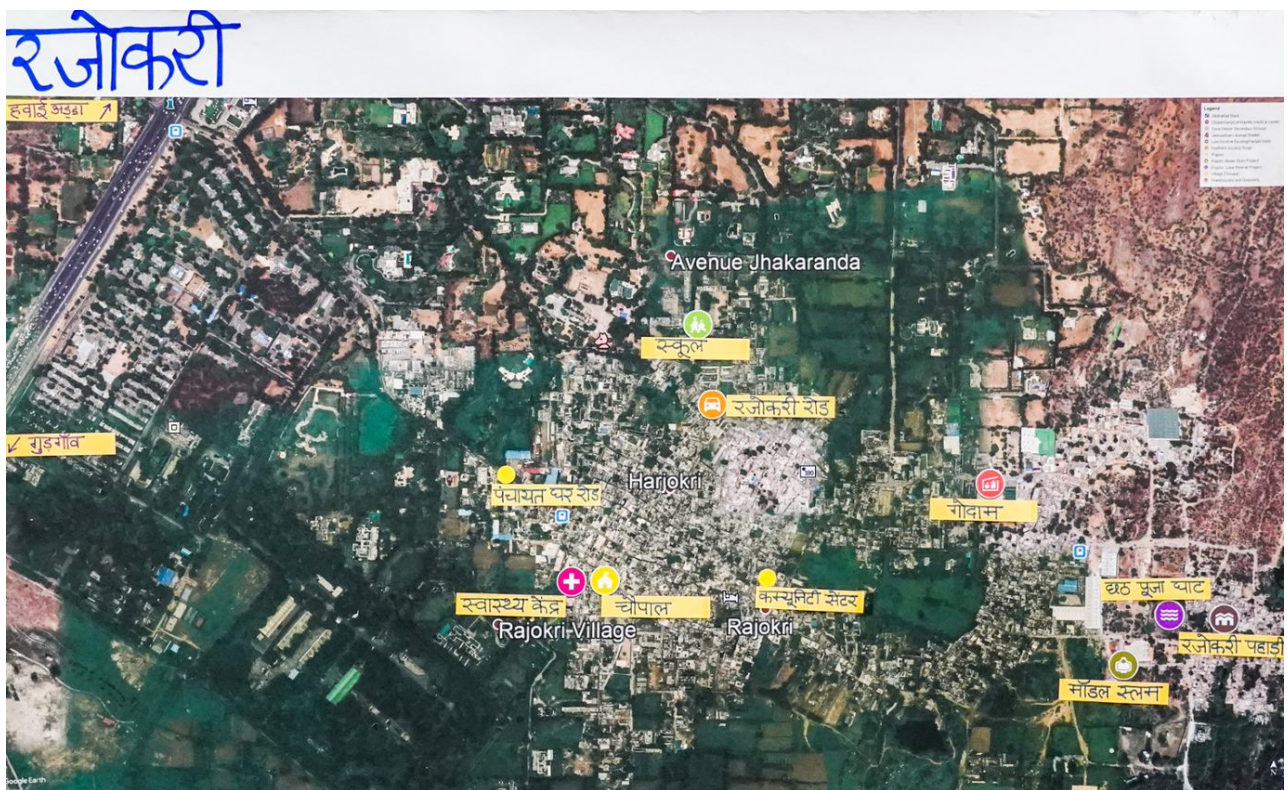 रजोकरी
हवाई अड्डा
Legend
Avenue Jhakaranda
स्कूल
रजोकरी रोड
गुड़गाँव
Harjokri
पंचायत घर रोड
गोदाम
स्वास्थ्य केंद्र
चौपाल
कम्यूनिटी सेंटर
छठ पूजा घाट
Rajokri Village
Rajokri
रजोकरी पहाड़ी
मॉडल स्लम
Google Earth